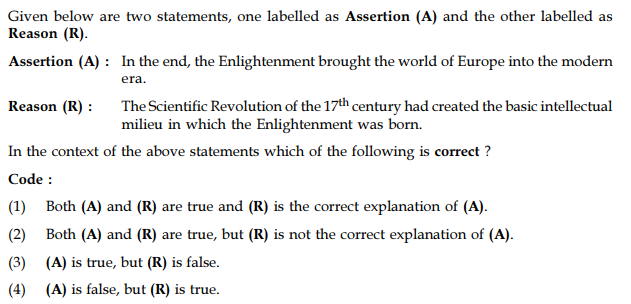 Given below are two statements, one labelled as Assertion (A) and the other labelled as
Reason (R).
Assertion (A) : In the end, the Enlightenment brought the world of Europe into the modern
era.
Reason (R) : The Scientific Revolution of the 17th century had created the basic intellectual
milieu in which the Enlightenment was born.
In the context of the above statements which of the following is correct ?
Code :
(1) Both (A) and (R) are true and (R) is the correct explanation of (A).
(2) Both (A) and (R) are true, but (R) is not the correct explanation of (A).
(3) (A) is true, but (R) is false.
(4) (A) is false, but (R) is true.